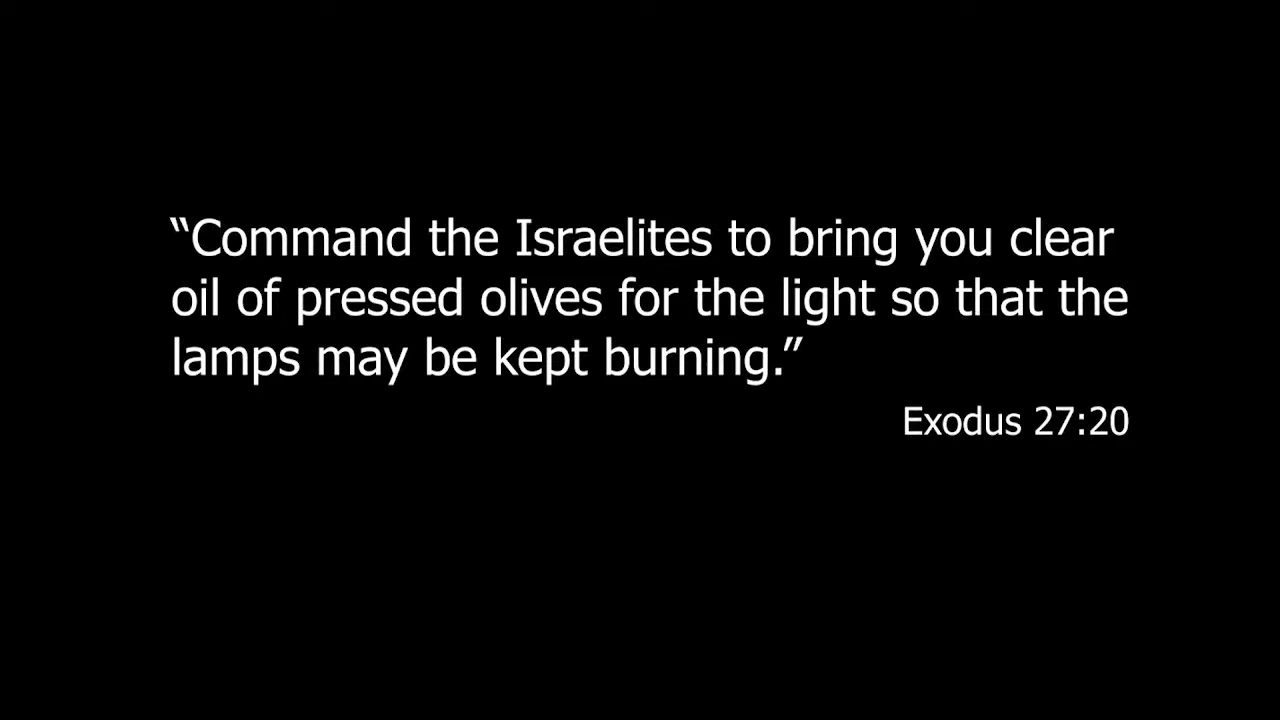 “Command the Israelites to bring you clear
oil of pressed olives for the light so that the
lamps may be kept burning.”
Exodus 27:20